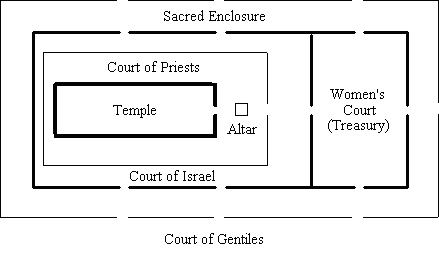 Sacred Enclosure
Court of Priests
Temple
Altar
Women's
Court
(Treasury)
Court of Israel
Court of Gentiles